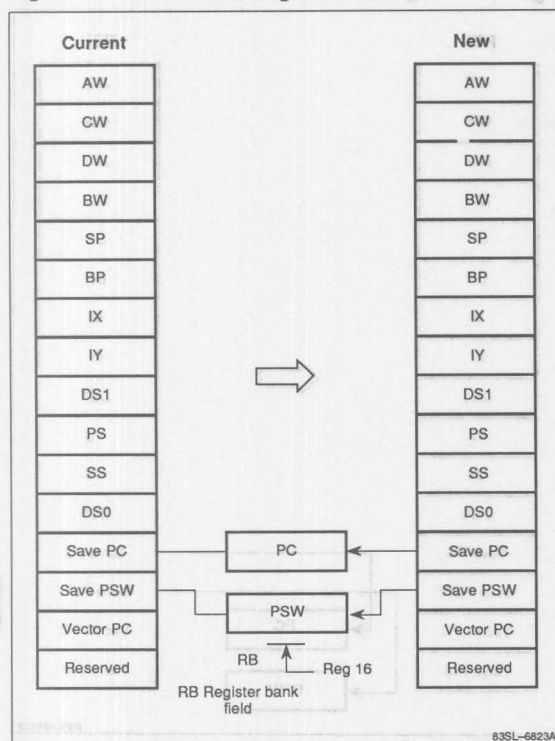 Current
AW
CW
DW
BW
SP
BP
IX
IY
DS1
PS
SS
DS0
Save PC
Save PSW
Vector PC
Reserved
PC
PSW
RB
Reg 16
RB Register bank
field
New
AW
CW
DW
BW
SP
BP
IX
IY
DS1
PS
SS
DS0
Save PC
Save PSW
Vector PC
Reserved
83SL–6823A